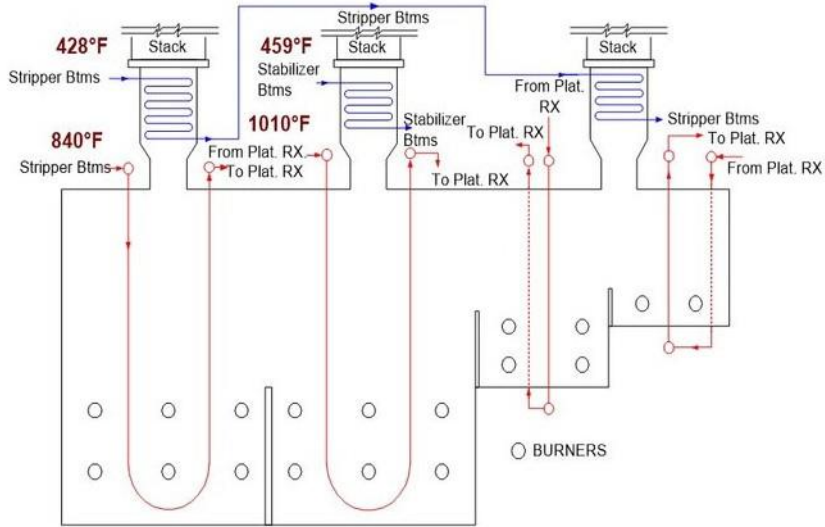 Stripper Btms
428°F
Stack
459°F
Stack
Stack
Stripper Btms
Stabilizer
Btms
From Plat.
RX
Stabilizer
Btms
Stripper Btms
840°F
1010°F
To Plat. RX
To Plat. RX
Stripper Btms
From Plat. RX
To Plat. RX
To Plat. RX
From Plat. RX
BURNERS